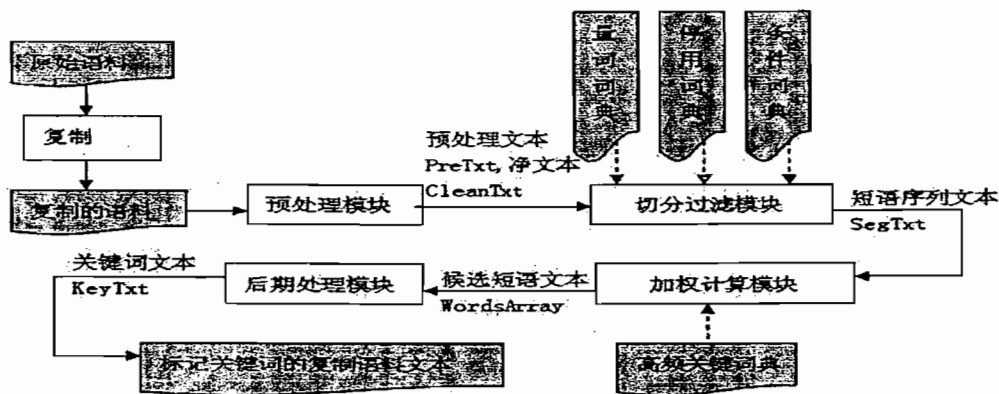 原始语料
复制
复制的语料
预处理模块
预处理文本
PreTxt,净文本
CleanTxt
量词词典
停用词典
条件词典
切分过滤模块
短语序列文本
SegTxt
加权计算模块
高频关键词典
候选短语文本
WordsArray
后期处理模块
关键词文本
KeyTxt
标记关键词的复制语料文本